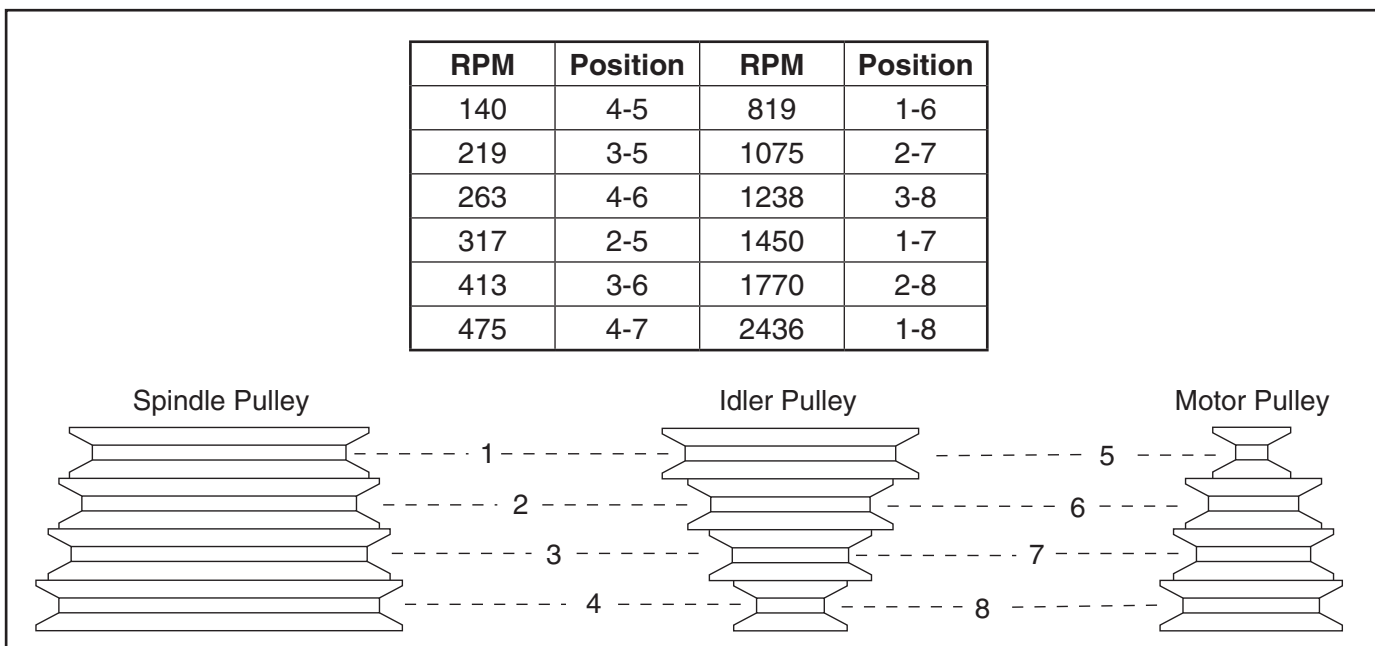 RPM Position RPM Position
140 4-5 819 1-6
219 3-5 1075 2-7
263 4-6 1238 3-8
317 2-5 1450 1-7
413 3-6 1770 2-8
475 4-7 2436 1-8
Spindle Pulley Idler Pulley Motor Pulley
1 5
2 6
3 7
4 8